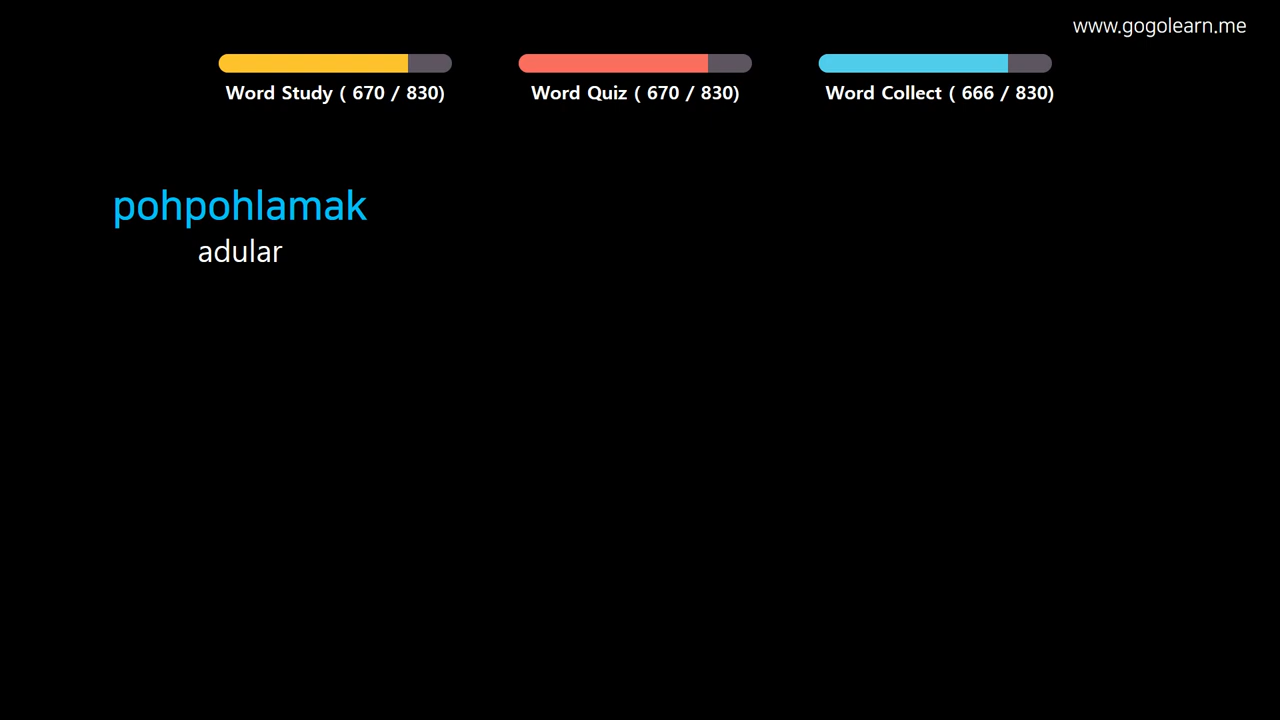 www.gogolearn.me
Word Study ( 670 / 830)
Word Quiz ( 670 / 830)
Word Collect ( 666 / 830)
pohpohlamak
adular